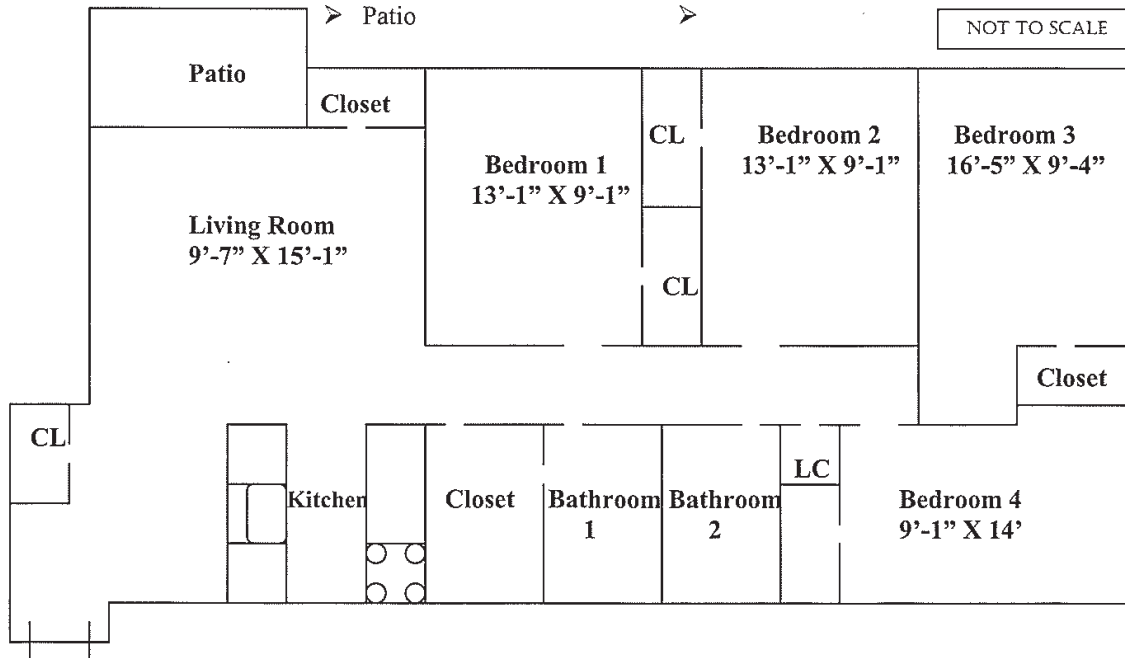 ➢ Patio
➢
NOT TO SCALE
Patio
Closet
CL
Bedroom 1
13’-1” X 9’-1”
Bedroom 2
13’-1” X 9’-1”
Bedroom 3
16’-5” X 9’-4”
Living Room
9’-7” X 15’-1”
CL
Closet
CL
Kitchen
Closet
Bathroom
1
Bathroom
2
LC
Bedroom 4
9’-1” X 14’